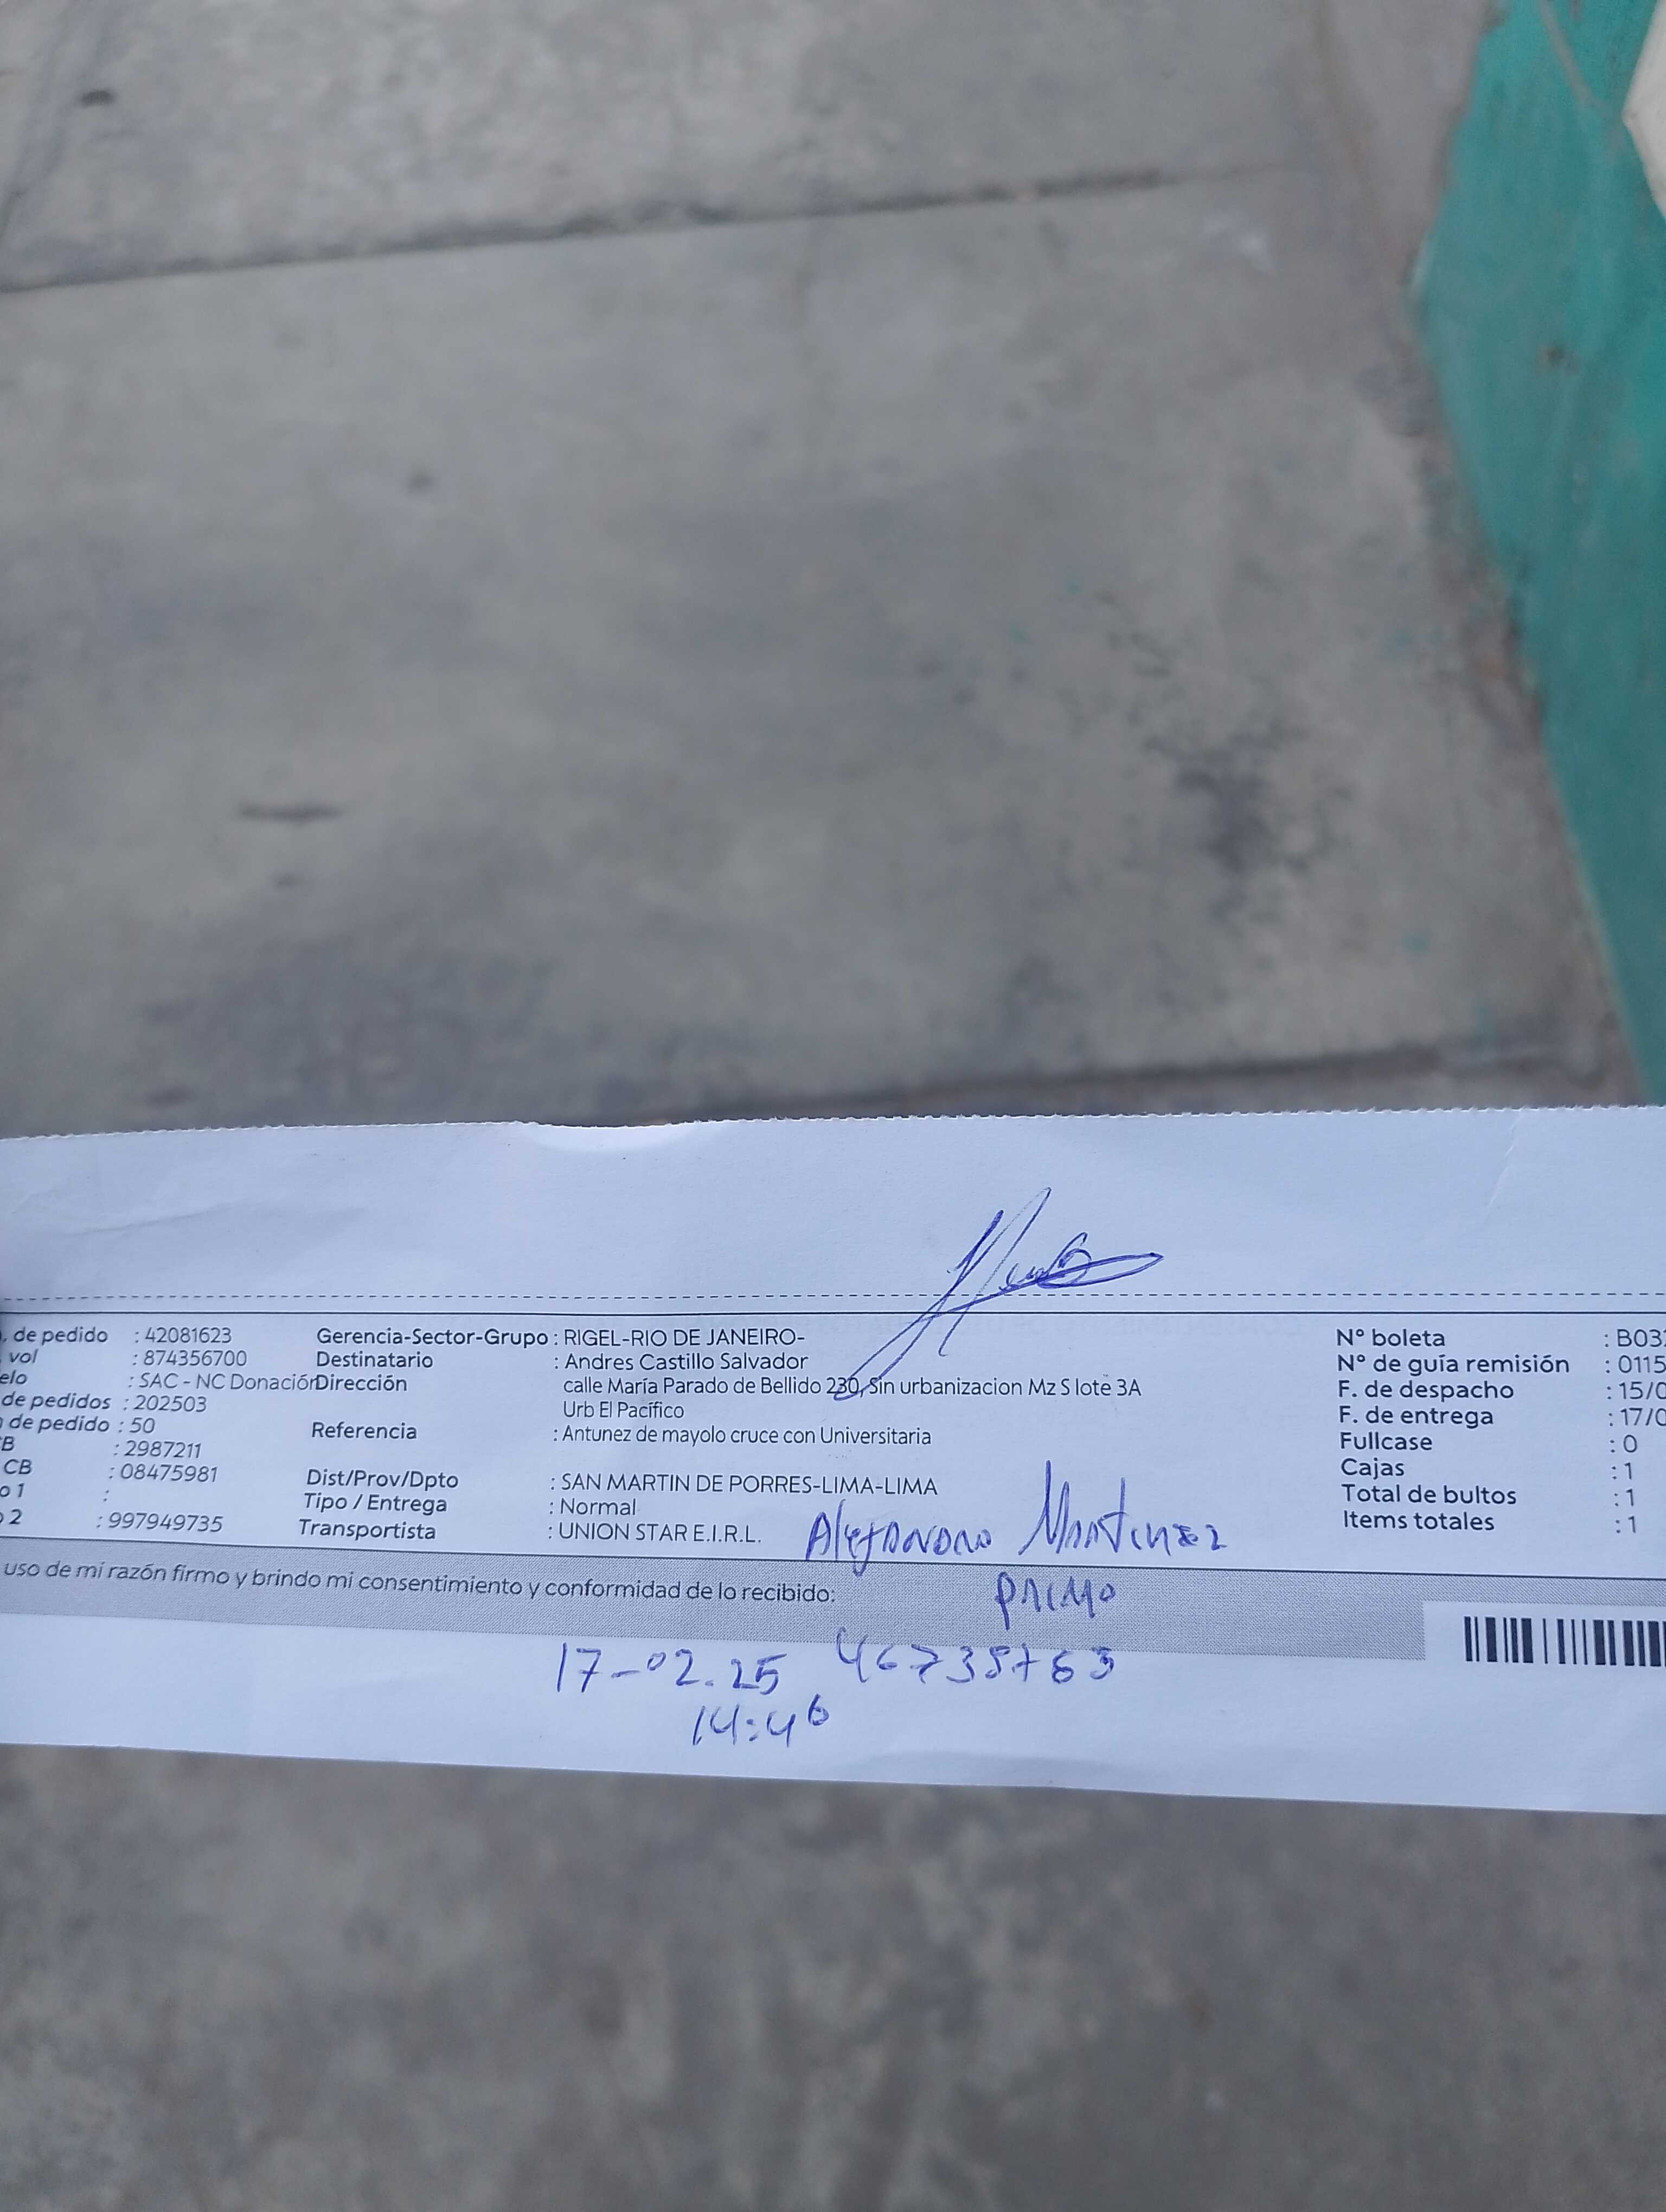 . de pedido : 42081623 Gerencia-Sector-Grupo : RIGEL-RIO DE JANEIRO- N° boleta : B03
vol : 874356700 Destinatario : Andres Castillo Salvador N° de guía remisión : 0115
elo : SAC - NC Donación Dirección calle María Parado de Bellido 230, Sin urbanizacion Mz S lote 3A F. de despacho : 15/0
de pedidos : 202503 Urb El Pacífico F. de entrega : 17/0
de pedido : 50 Referencia : Antunez de mayolo cruce con Universitaria Fullcase : 0
B : 2987211 Cajas : 1
CB : 08475981 Dist/Prov/Dpto : SAN MARTIN DE PORRES-LIMA-LIMA Total de bultos : 1
o 1 : Tipo / Entrega : Normal Items totales : 1
o 2 : 997949735 Transportista : UNION STAR E.I.R.L.
Alejandro Martinez
uso de mi razón firmo y brindo mi consentimiento y conformidad de lo recibido:
primo
17-02.25
14:46